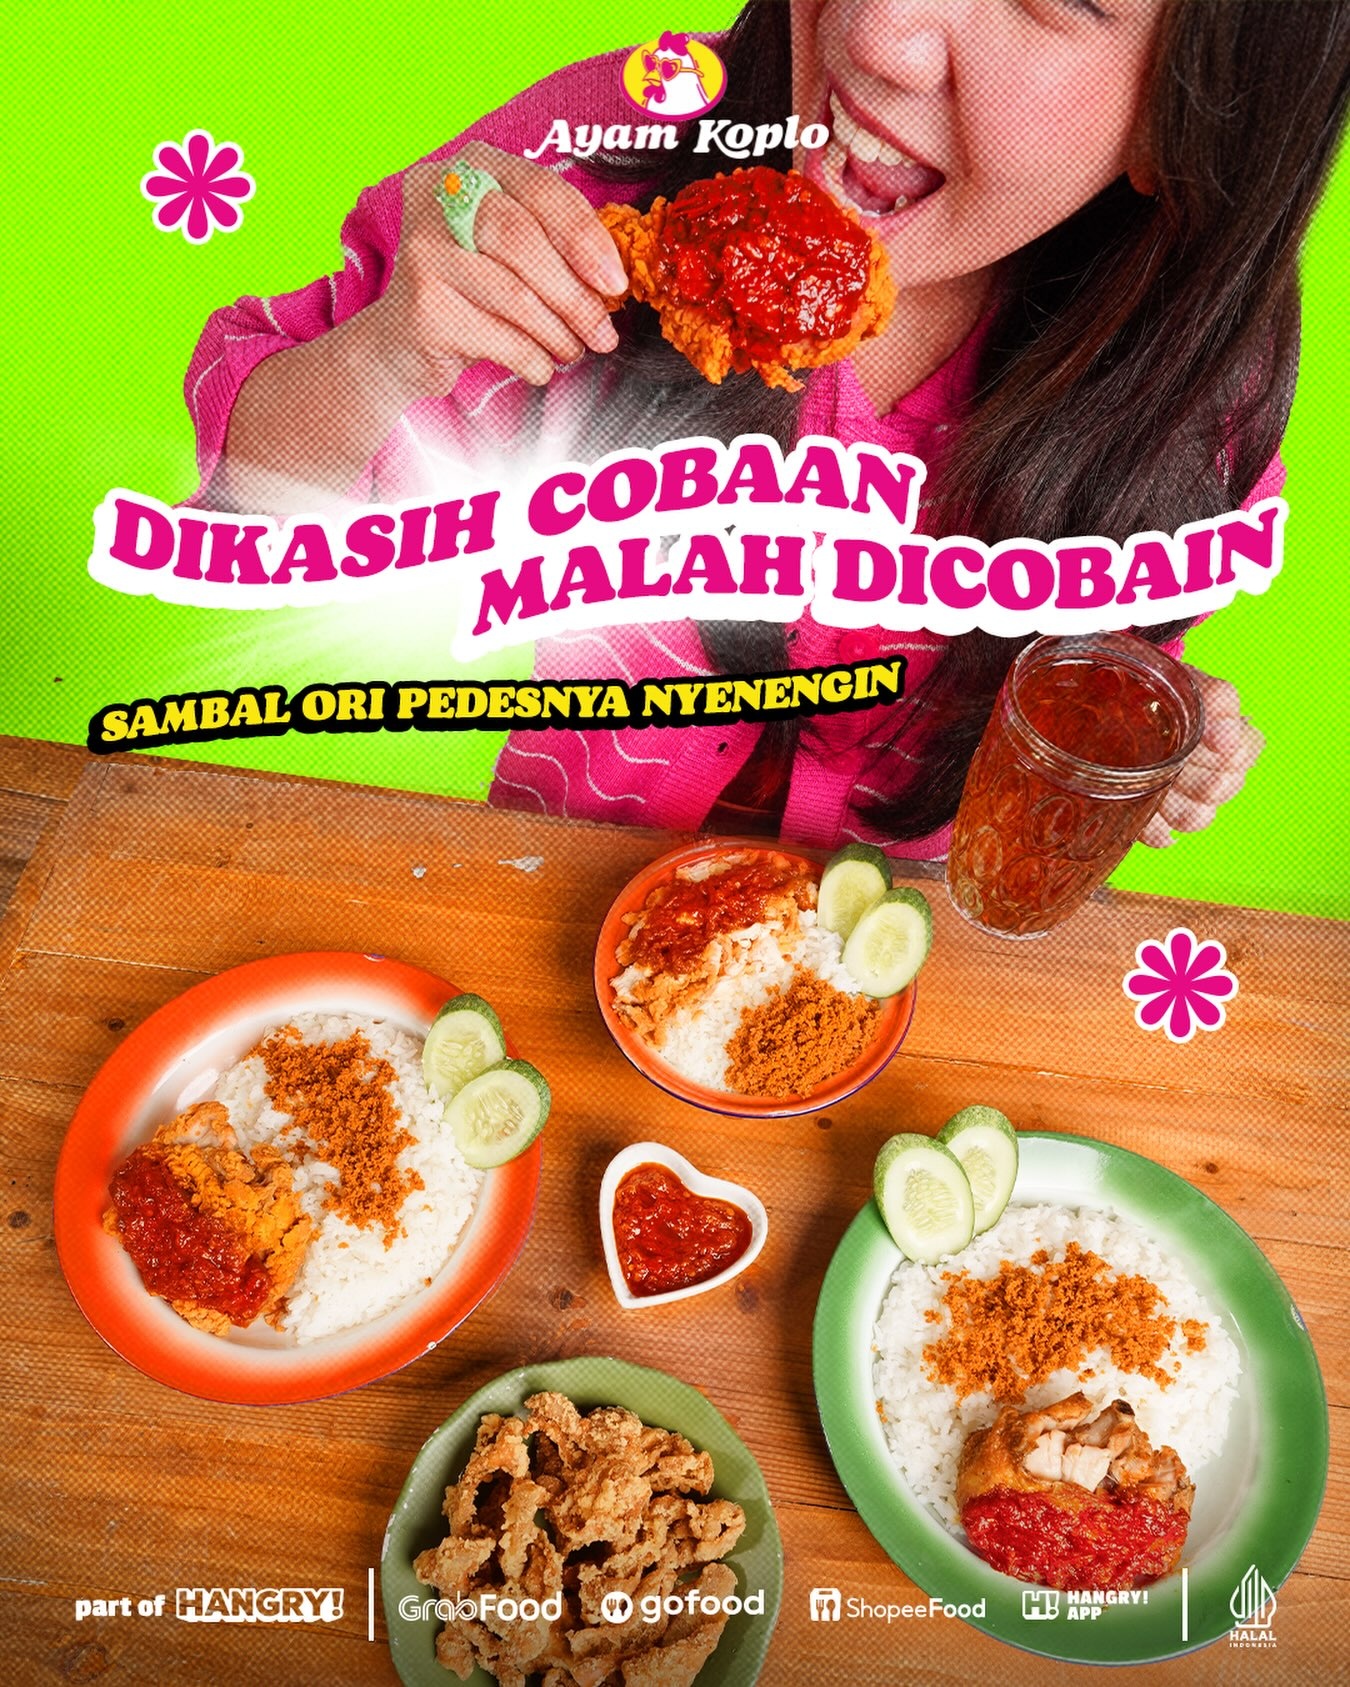 Ayam Koplo
DIKASIH COBAAN
MALAH DICOBAIN
SAMBAL ORI PEDESNYA NYENENGIN
part of HANGRY! GrabFood gofood ShopeeFood H! HANGRY! APP HALAL INDONESIA